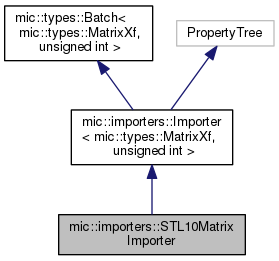 mic::types::Batch<
mic::types::MatrixXf,
unsigned int >
PropertyTree
mic::importers::Importer
< mic::types::MatrixXf,
unsigned int >
mic::importers::STL10Matrix
Importer